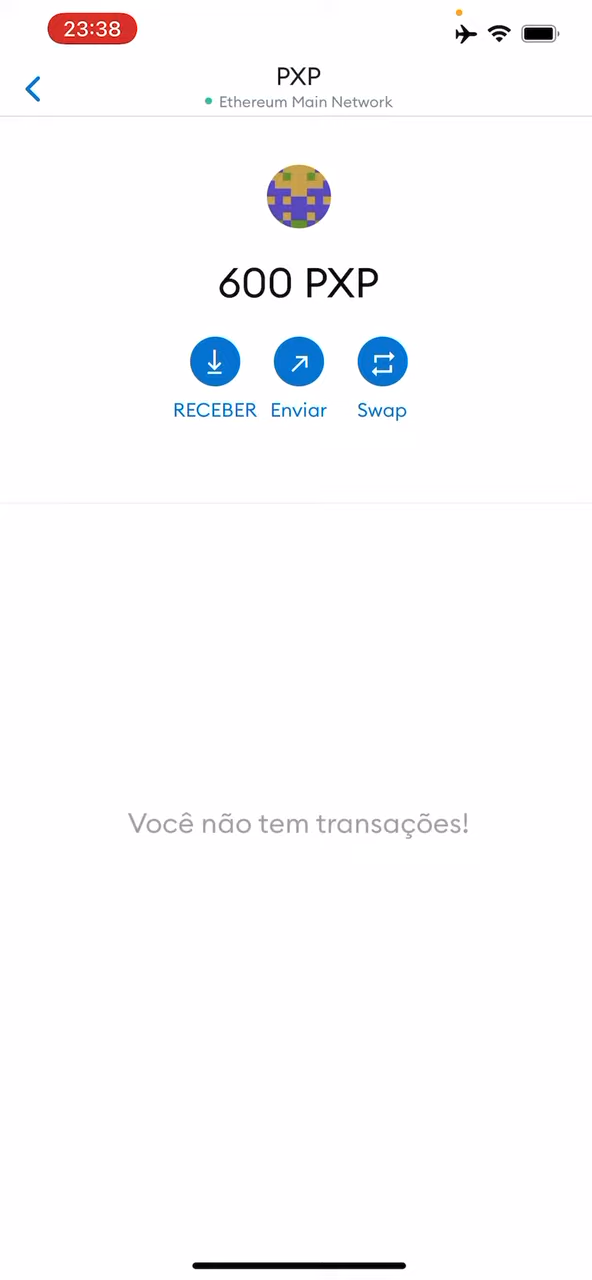 23:38
PXP
Ethereum Main Network
600 PXP
RECEBER Enviar Swap
Você não tem transações!